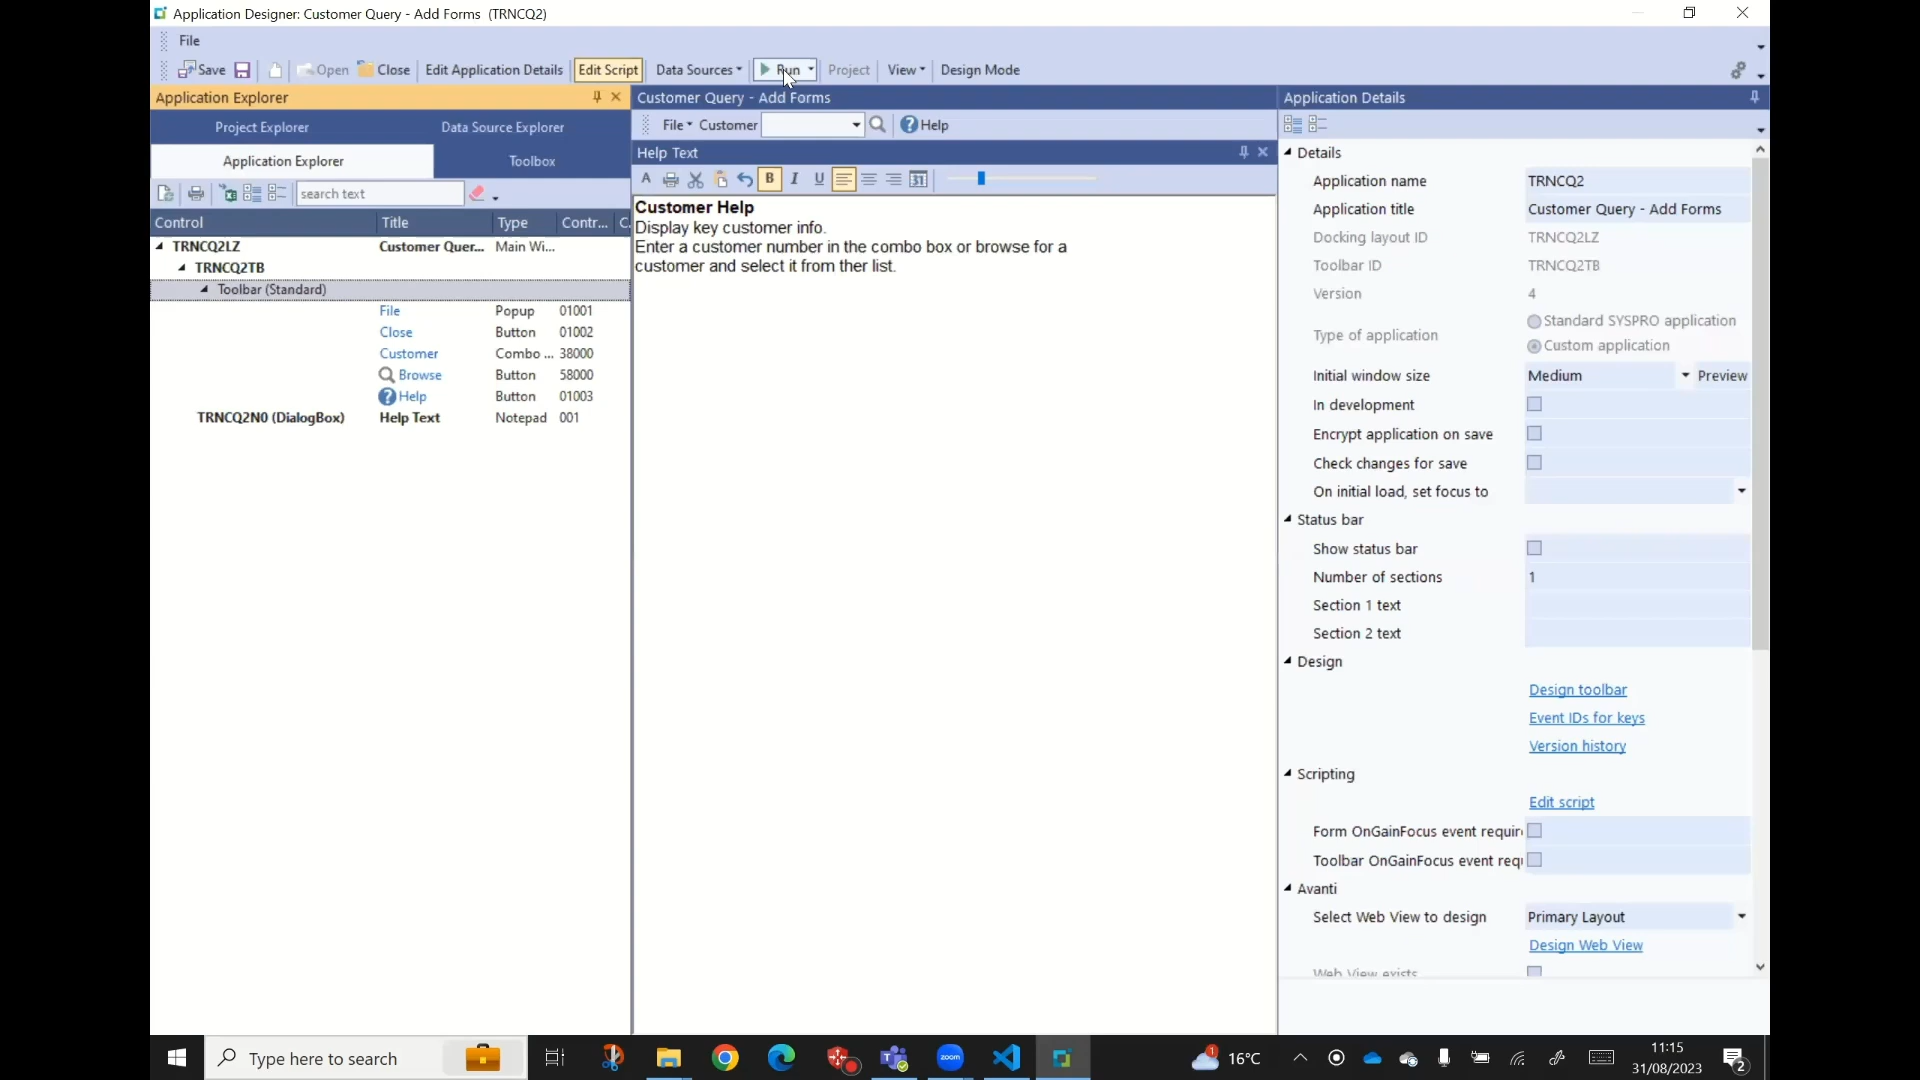 Application Designer: Customer Query - Add Forms (TRNCQ2)
File
Save Open Close Edit Application Details Edit Script Data Sources Run Project View Design Mode
Application Explorer
Project Explorer Data Source Explorer
Application Explorer Toolbox
search text
Control Title Type Contr... C
TRNCQ2LZ Customer Quer... Main Wi...
TRNCQ2TB
Toolbar (Standard)
File Popup 01001
Close Button 01002
Customer Combo ... 38000
Browse Button 58000
Help Button 01003
TRNCQ2N0 (DialogBox) Help Text Notepad 001
Customer Query - Add Forms
File Customer Help
Help Text
A B I U 31
Customer Help
Display key customer info.
Enter a customer number in the combo box or browse for a
customer and select it from ther list.
Application Details
Details
Application name TRNCQ2
Application title Customer Query - Add Forms
Docking layout ID TRNCQ2LZ
Toolbar ID TRNCQ2TB
Version 4
Type of application Standard SYSPRO application
Custom application
Initial window size Medium Preview
In development
Encrypt application on save
Check changes for save
On initial load, set focus to
Status bar
Show status bar
Number of sections 1
Section 1 text
Section 2 text
Design
Design toolbar
Event IDs for keys
Version history
Scripting
Edit script
Form OnGainFocus event requir
Toolbar OnGainFocus event requ
Avanti
Select Web View to design Primary Layout
Design Web View
Web View exists
Type here to search zoom 1 16°C 11:15
31/08/2023 2